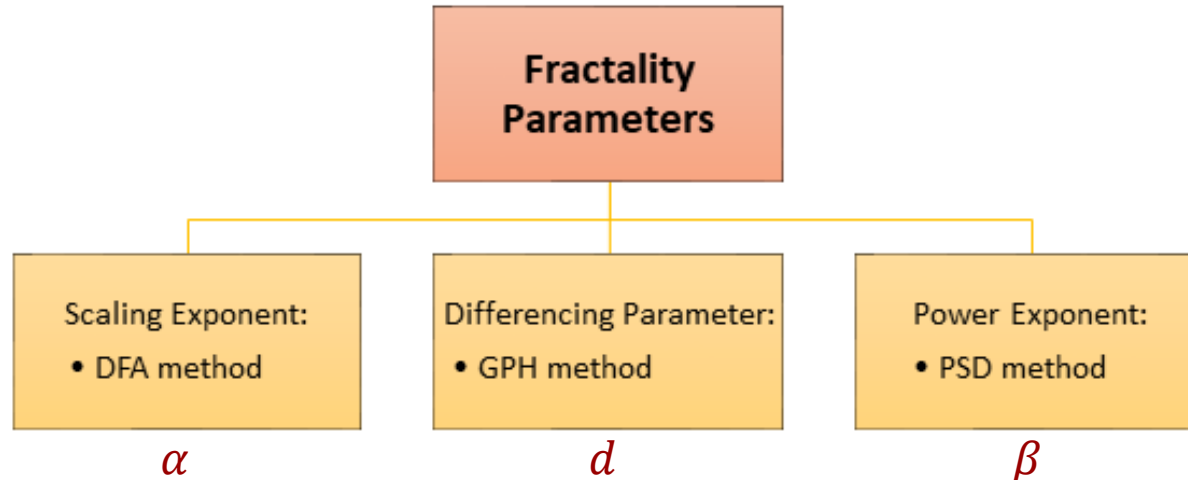 Fractality
Parameters
Scaling Exponent:
• DFA method
α
Differencing Parameter:
• GPH method
d
Power Exponent:
• PSD method
β